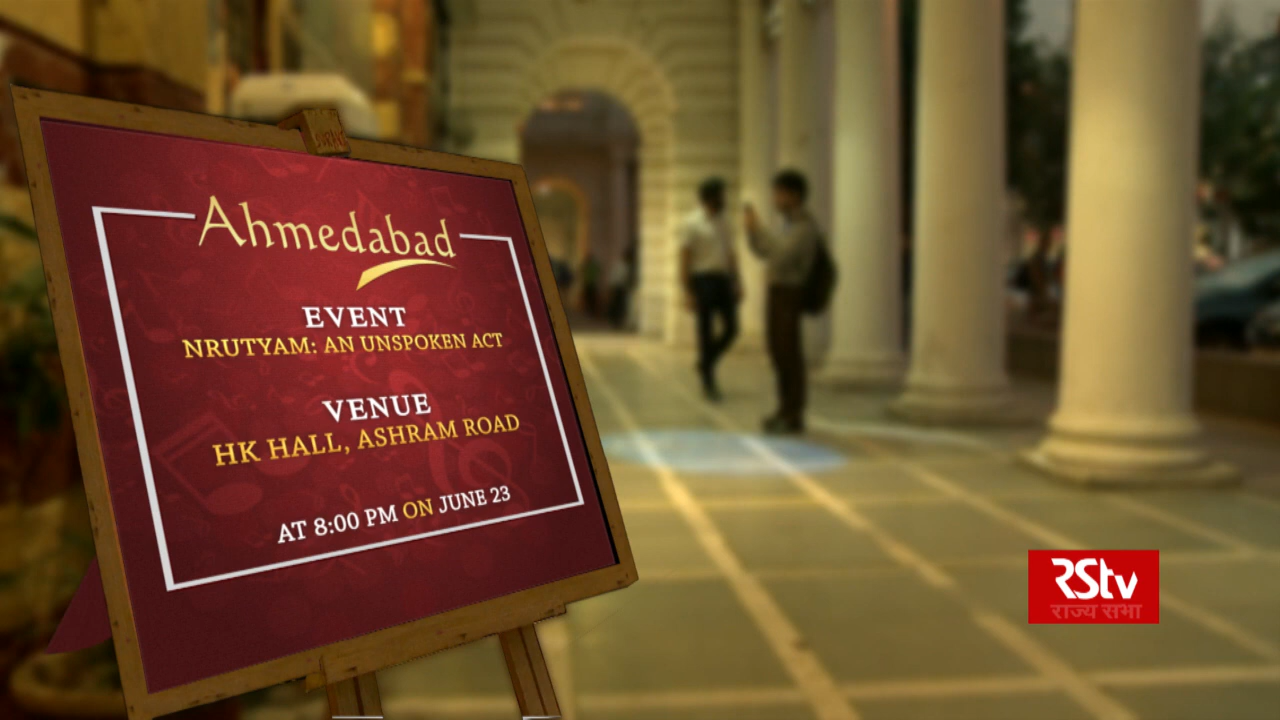 Ahmedabad
EVENT
NRUTYAM: AN UNSPOKEN ACT
VENUE
HK HALL, ASHRAM ROAD
AT 8:00 PM ON JUNE 23
RStv
राज्य सभा